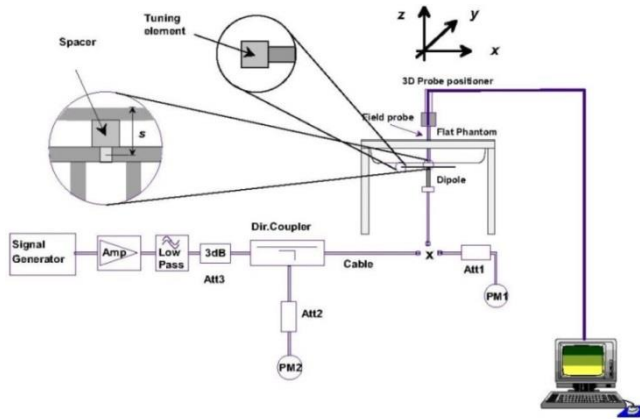 Tuning
element
Spacer
s
z
y
x
3D Probe positioner
Field probe
Flat Phantom
Dipole
Signal
Generator
Amp
Low
Pass
3dB
Att3
Dir.Coupler
Cable
X
Att1
PM1
Att2
PM2